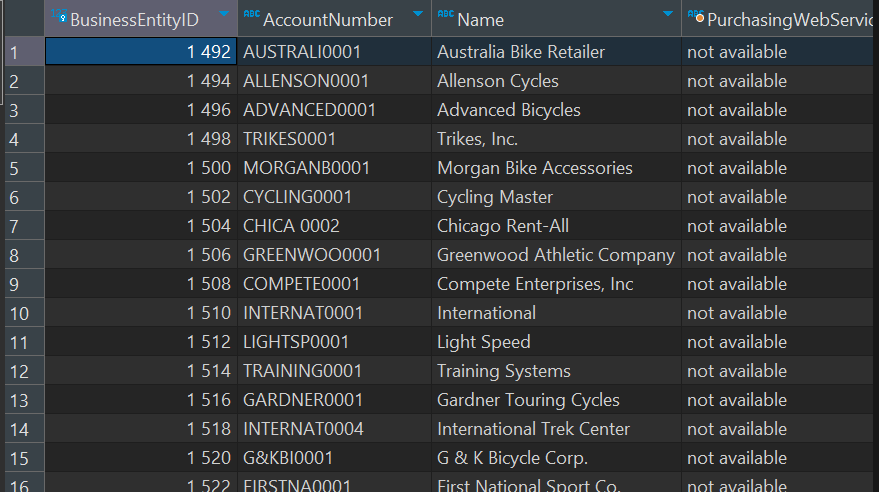 BusinessEntityID ABC AccountNumber ABC Name ABC PurchasingWebServic
1 1 492 AUSTRALI0001 Australia Bike Retailer not available
2 1 494 ALLENSON0001 Allenson Cycles not available
3 1 496 ADVANCED0001 Advanced Bicycles not available
4 1 498 TRIKES0001 Trikes, Inc. not available
5 1 500 MORGANB0001 Morgan Bike Accessories not available
6 1 502 CYCLING0001 Cycling Master not available
7 1 504 CHICA 0002 Chicago Rent-All not available
8 1 506 GREENWOO0001 Greenwood Athletic Company not available
9 1 508 COMPETE0001 Compete Enterprises, Inc not available
10 1 510 INTERNAT0001 International not available
11 1 512 LIGHTSP0001 Light Speed not available
12 1 514 TRAINING0001 Training Systems not available
13 1 516 GARDNER0001 Gardner Touring Cycles not available
14 1 518 INTERNAT0004 International Trek Center not available
15 1 520 G&KBI0001 G & K Bicycle Corp. not available
16 1 522 FIRSTNA0001 First National Sport Co. not available